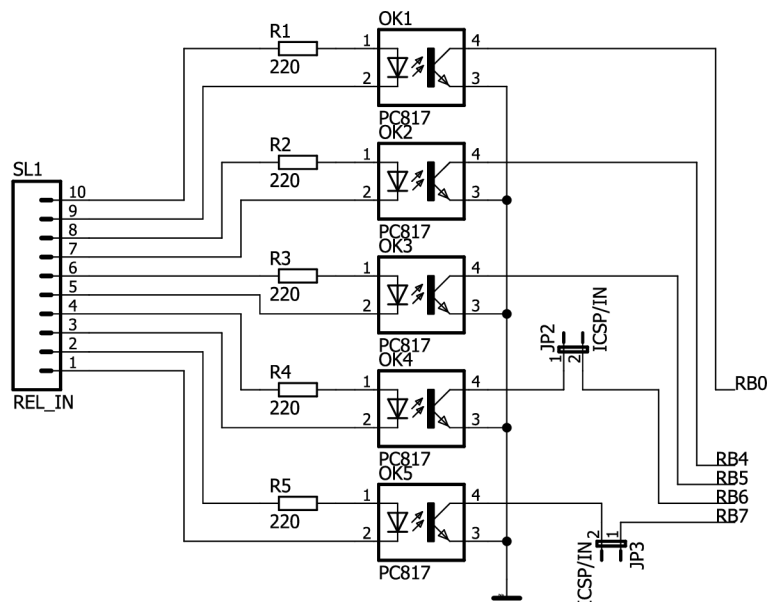 OK1
R1
1
4
220
2
3
PC817
OK2
R2
1
4
220
2
3
PC817
OK3
SL1
10
9
8
7
6
5
4
3
2
1
REL_IN
R3
1
4
220
2
3
PC817
OK4
JP2
1
2
ICSP/IN
R4
1
4
220
2
3
PC817
OK5
RB0
RB4
RB5
RB6
RB7
R5
1
4
220
2
3
PC817
2
1
ICSP/IN
JP3